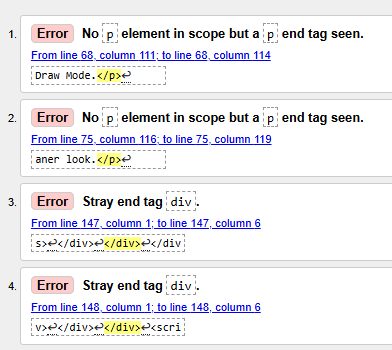 1. Error No p element in scope but a p end tag seen.
From line 68, column 111; to line 68, column 114
Draw Mode.</p>↩
2. Error No p element in scope but a p end tag seen.
From line 75, column 116; to line 75, column 119
aner look.</p>↩
3. Error Stray end tag div.
From line 147, column 1; to line 147, column 6
s>↩</div>↩</div>↩</div
4. Error Stray end tag div.
From line 148, column 1; to line 148, column 6
v>↩</div>↩</div>↩<scri